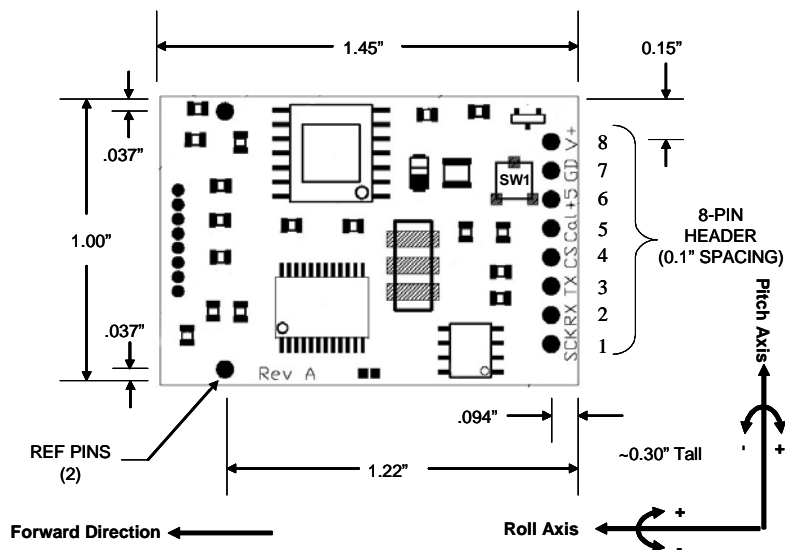 1.45”
0.15”
.037”
1.00”
.037”
V+
GD
+5
Cal
CS
TX
RX
SCK
8
7
6
5
4
3
2
1
SW1
8-PIN
HEADER
(0.1” SPACING)
Rev A
REF PINS
(2)
.094”
1.22”
~0.30” Tall
Pitch Axis
-
+
Forward Direction
Roll Axis
+
-